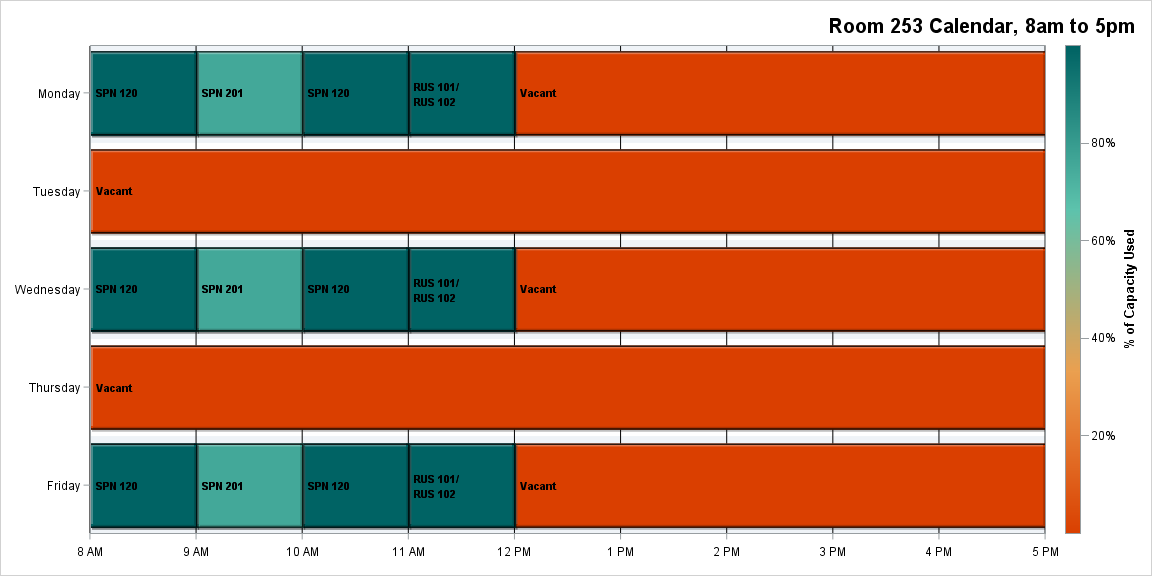 Room 253 Calendar, 8am to 5pm
Monday
SPN 120
SPN 201
SPN 120
RUS 101/
RUS 102
Vacant
Tuesday
Vacant
Wednesday
SPN 120
SPN 201
SPN 120
RUS 101/
RUS 102
Vacant
Thursday
Vacant
Friday
SPN 120
SPN 201
SPN 120
RUS 101/
RUS 102
Vacant
8 AM
9 AM
10 AM
11 AM
12 PM
1 PM
2 PM
3 PM
4 PM
5 PM
80%
60%
40%
20%
% of Capacity Used